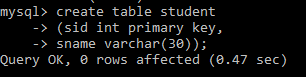 mysql> create table student
    -> (sid int primary key,
    -> sname varchar(30));
Query OK, 0 rows affected (0.47 sec)